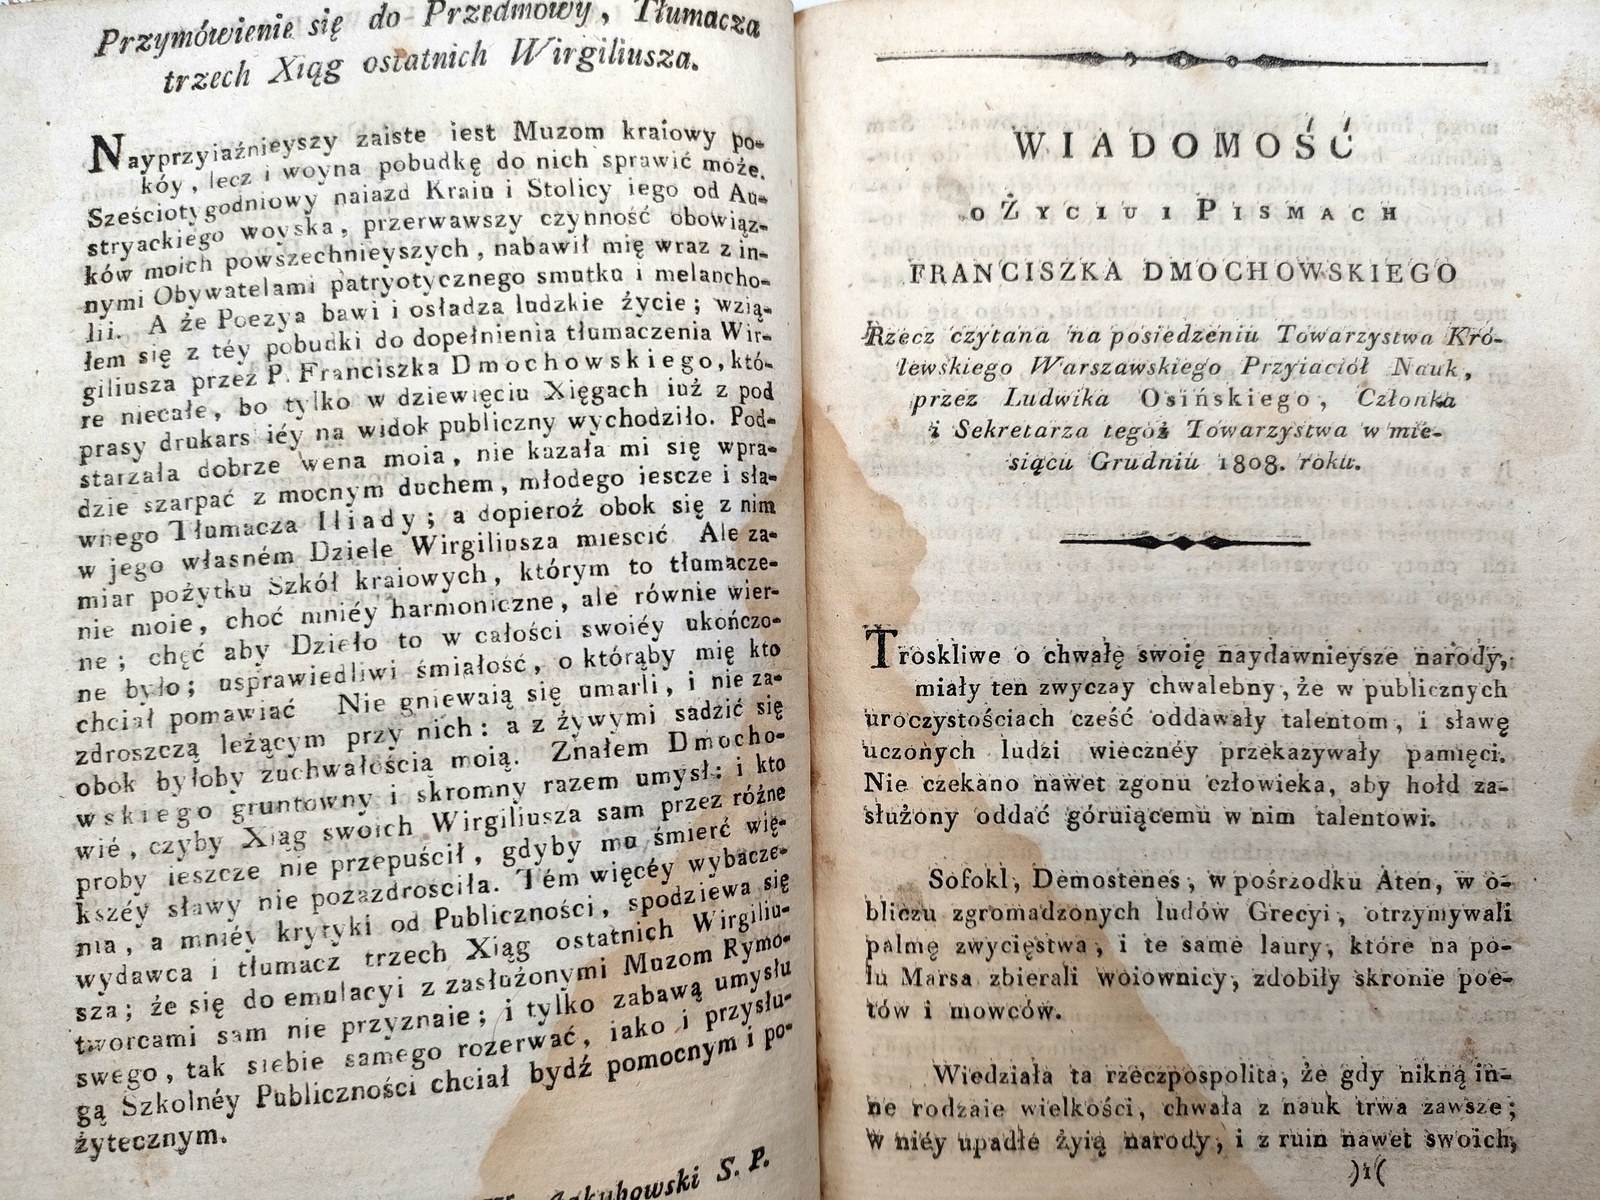 Przymówienie się do Przedmowy, Tłumacza
trzech Xiąg ostatnich Wirgiliusza.
Nayprzyiaźnieyszy zaiste iest Muzom kraiowy po-
kóy, lecz i woyna pobudkę do nich sprawić może.
Sześciotygodniowy naiazd Kraiu i Stolicy iego od Au-
stryackiego woyska, przerwawszy czynność obowiąz-
ków moich powszechnieyszych, nabawił mię wraz z in-
nymi Obywatelami patryotycznego smutku i melancho-
lii. A że Poezya bawi i osładza ludzkie życie; wzią-
łem się z téy pobudki do dopełnienia tłumaczenia Wir-
giliusza przez P. Franciszka Dmochowskiego, któ-
re niecałe, bo tylko w dziewięciu Xięgach iuż z pod
prasy drukarskiéy na widok publiczny wychodziło. Pod-
starzała dobrze wena moia, nie kazała mi się wpra-
dzie szarpać z mocnym duchem, młodego iescze i sła-
wnego Tłumacza Iliady; a dopieroż obok się z nim
w jego własném Dziele Wirgiliusza miescić Ale za-
miar pożytku Szkół kraiowych, którym to tłumacze-
nie moie, choć mniéy harmoniczne, ale równie wier-
ne; chęć aby Dzieło to w całości swoiéy ukończo-
ne było; usprawiedliwi śmiałość, o którąby mię kto
chciał pomawiać Nie gniewaią się umarli, i nie za-
zdroszczą leżącym przy nich: a z żywymi sadzić się
obok byłoby zuchwałością moią. Znałem Dmocho-
wskiego gruntowny i skromny razem umysł: i kto
wié, czyby Xiąg swoich Wirgiliusza sam przez różne
proby ieszcze nie przepuścił, gdyby mu śmierć wię-
kszéy sławy nie pozazdrościła. Tém więcéy wybacze-
nia, a mniéy krytyki od Publiczności, spodziewa się
wydawca i tłumacz trzech Xiąg ostatnich Wirgiliu-
sza; że się do emulacyi z zasłużonymi Muzom Rymo-
tworcami sam nie przyznaie; i tylko zabawą umysłu
swego, tak siebie samego rozerwać, iako i przysłu-
gą Szkolnéy Publiczności chciał bydź pomocnym i po-
żytecznym.
Jakubowski S. P.
WIADOMOŚĆ
o Życiu i Pismach
FRANCISZKA DMOCHOWSKIEGO
Rzecz czytana na posiedzeniu Towarzystwa Kró-
lewskiego Warszawskiego Przyiaciół Nauk,
przez Ludwika Osińskiego, Członka
i Sekretarza tegóż Towarzystwa w mie-
siącu Grudniu 1808. roku.
Troskliwe o chwałę swoię naydawnieysze narody,
miały ten zwyczay chwalebny, że w publicznych
uroczystościach cześć oddawały talentom, i sławę
uczonych ludzi wiecznéy przekazywały pamięci.
Nie czekano nawet zgonu człowieka, aby hołd za-
służony oddać góruiącemu w nim talentowi.
Sofokl, Demostenes, w pośrzodku Aten, w o-
bliczu zgromadzonych ludów Grecyi, otrzymywali
palmę zwycięstwa, i te same laury, które na po-
lu Marsa zbierali woiownicy, zdobiły skronie poe-
tów i mowców.
Wiedziała ta rzeczpospolita, że gdy nikną in-
ne rodzaie wielkości, chwała z nauk trwa zawsze;
w niéy upadłe żyią narody, i z ruin nawet swoich,
)1(